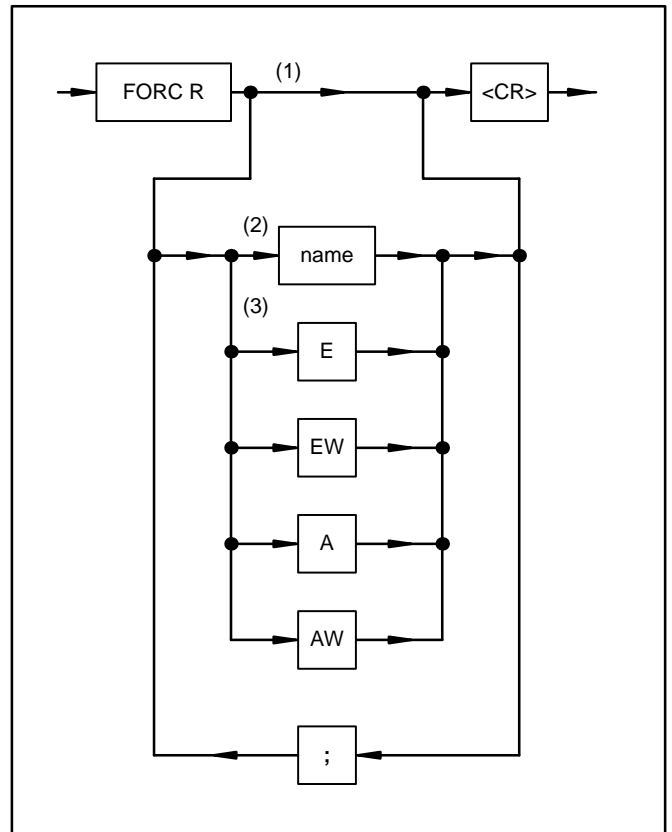 (1)
FORC R
<CR>
(2)
name
(3)
E
EW
A
AW
;